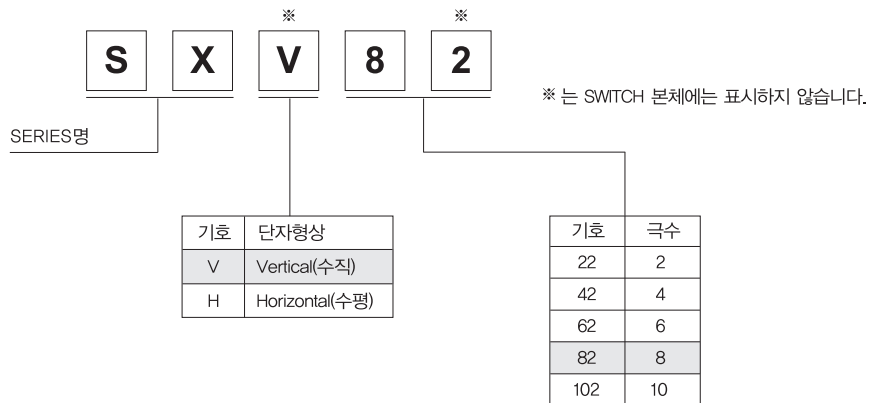 ※ ※
S X V 8 2
※ 는 SWITCH 본체에는 표시하지 않습니다.
SERIES명
기호 단자형상
V Vertical(수직)
H Horizontal(수평)
기호 극수
22 2
42 4
62 6
82 8
102 10